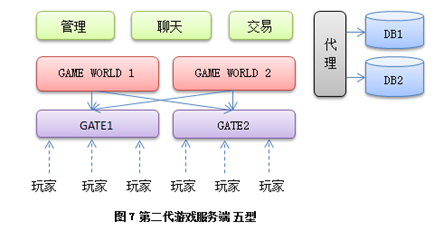 管理 聊天 交易
代理
DB1
DB2
GAME WORLD 1 GAME WORLD 2
GATE1 GATE2
玩家 玩家 玩家 玩家 玩家 玩家
图 7 第二代游戏服务端 五型